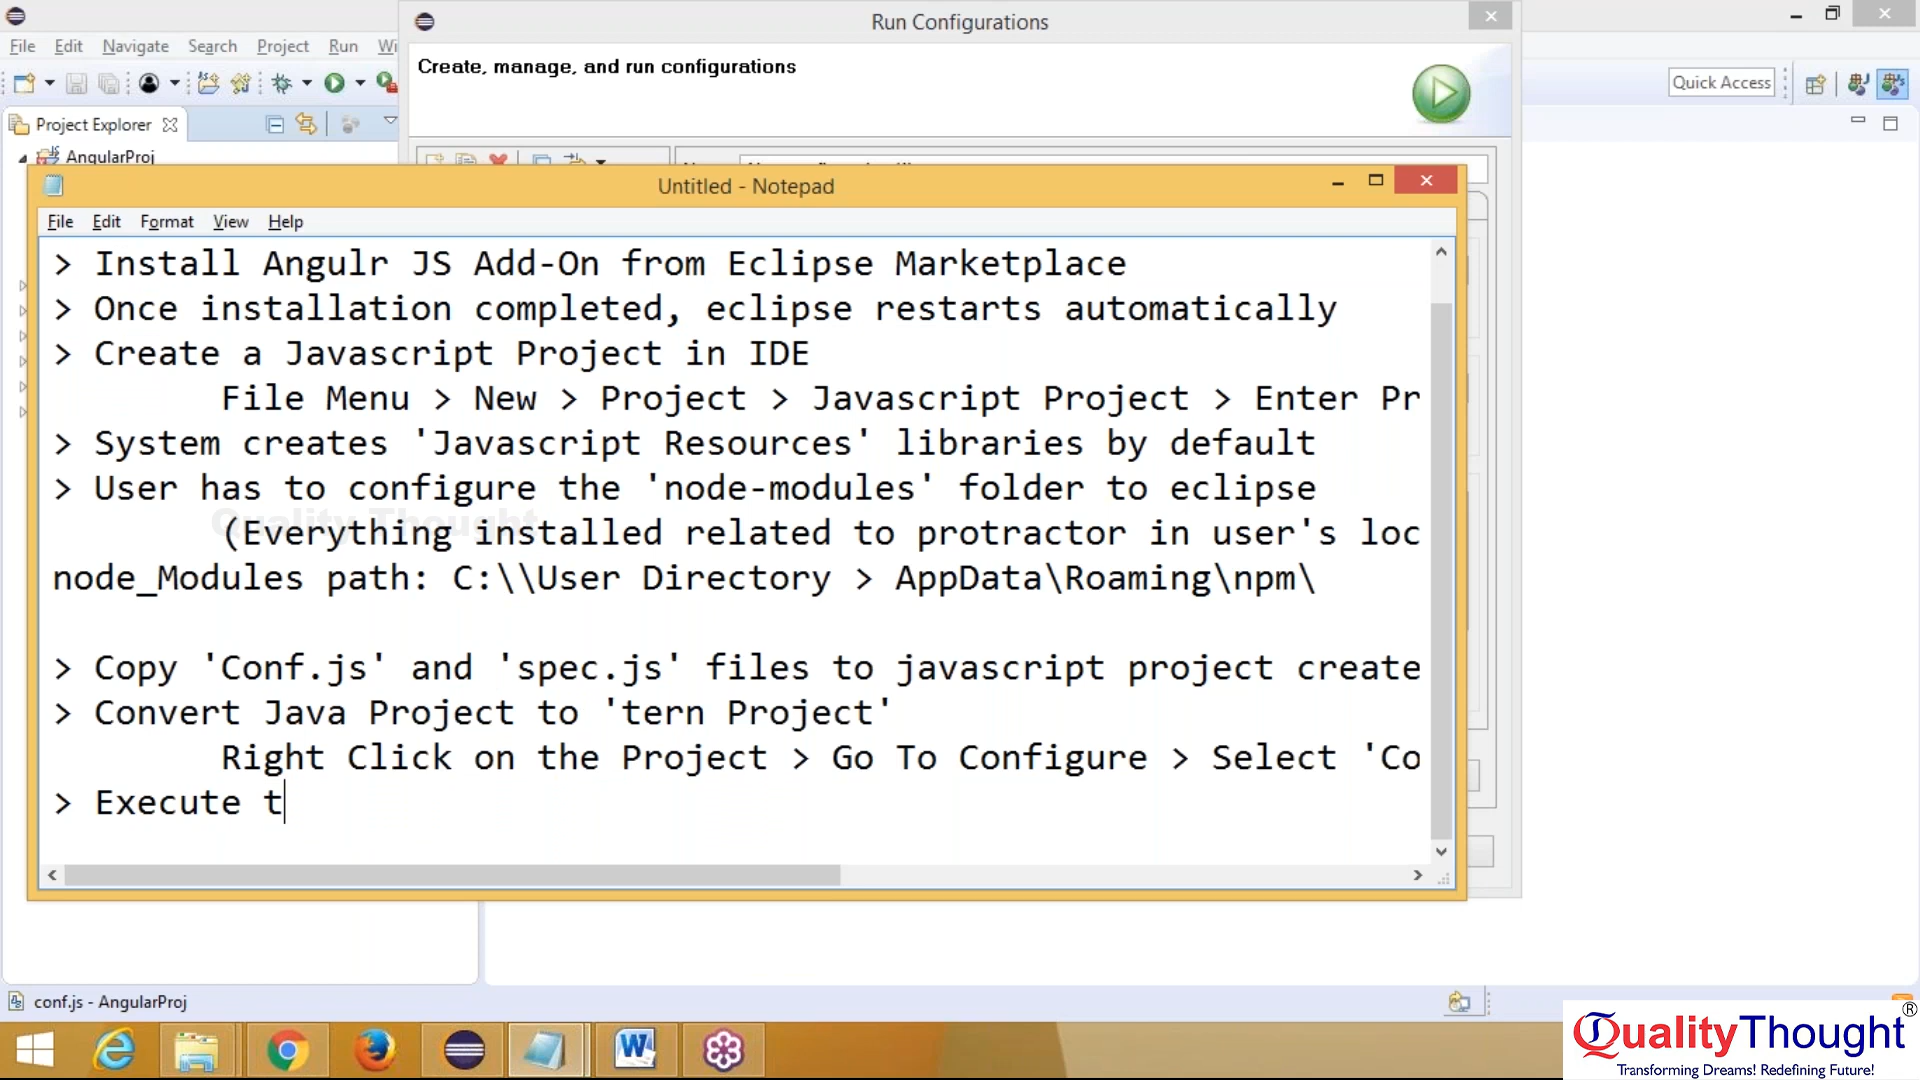 Run Configurations
File Edit Navigate Search Project Run Wi
Create, manage, and run configurations
Quick Access
Project Explorer
AngularProj
Untitled - Notepad
File Edit Format View Help
> Install Angulr JS Add-On from Eclipse Marketplace
> Once installation completed, eclipse restarts automatically
> Create a Javascript Project in IDE
File Menu > New > Project > Javascript Project > Enter Pr
> System creates 'Javascript Resources' libraries by default
> User has to configure the 'node-modules' folder to eclipse
Quality Thought
(Everything installed related to protractor in user's loc
node_Modules path: C:\\User Directory > AppData\Roaming\npm\
> Copy 'Conf.js' and 'spec.js' files to javascript project create
> Convert Java Project to 'tern Project'
Right Click on the Project > Go To Configure > Select 'Co
> Execute t
conf.js - AngularProj
QualityThought®
Transforming Dreams! Redefining Future!